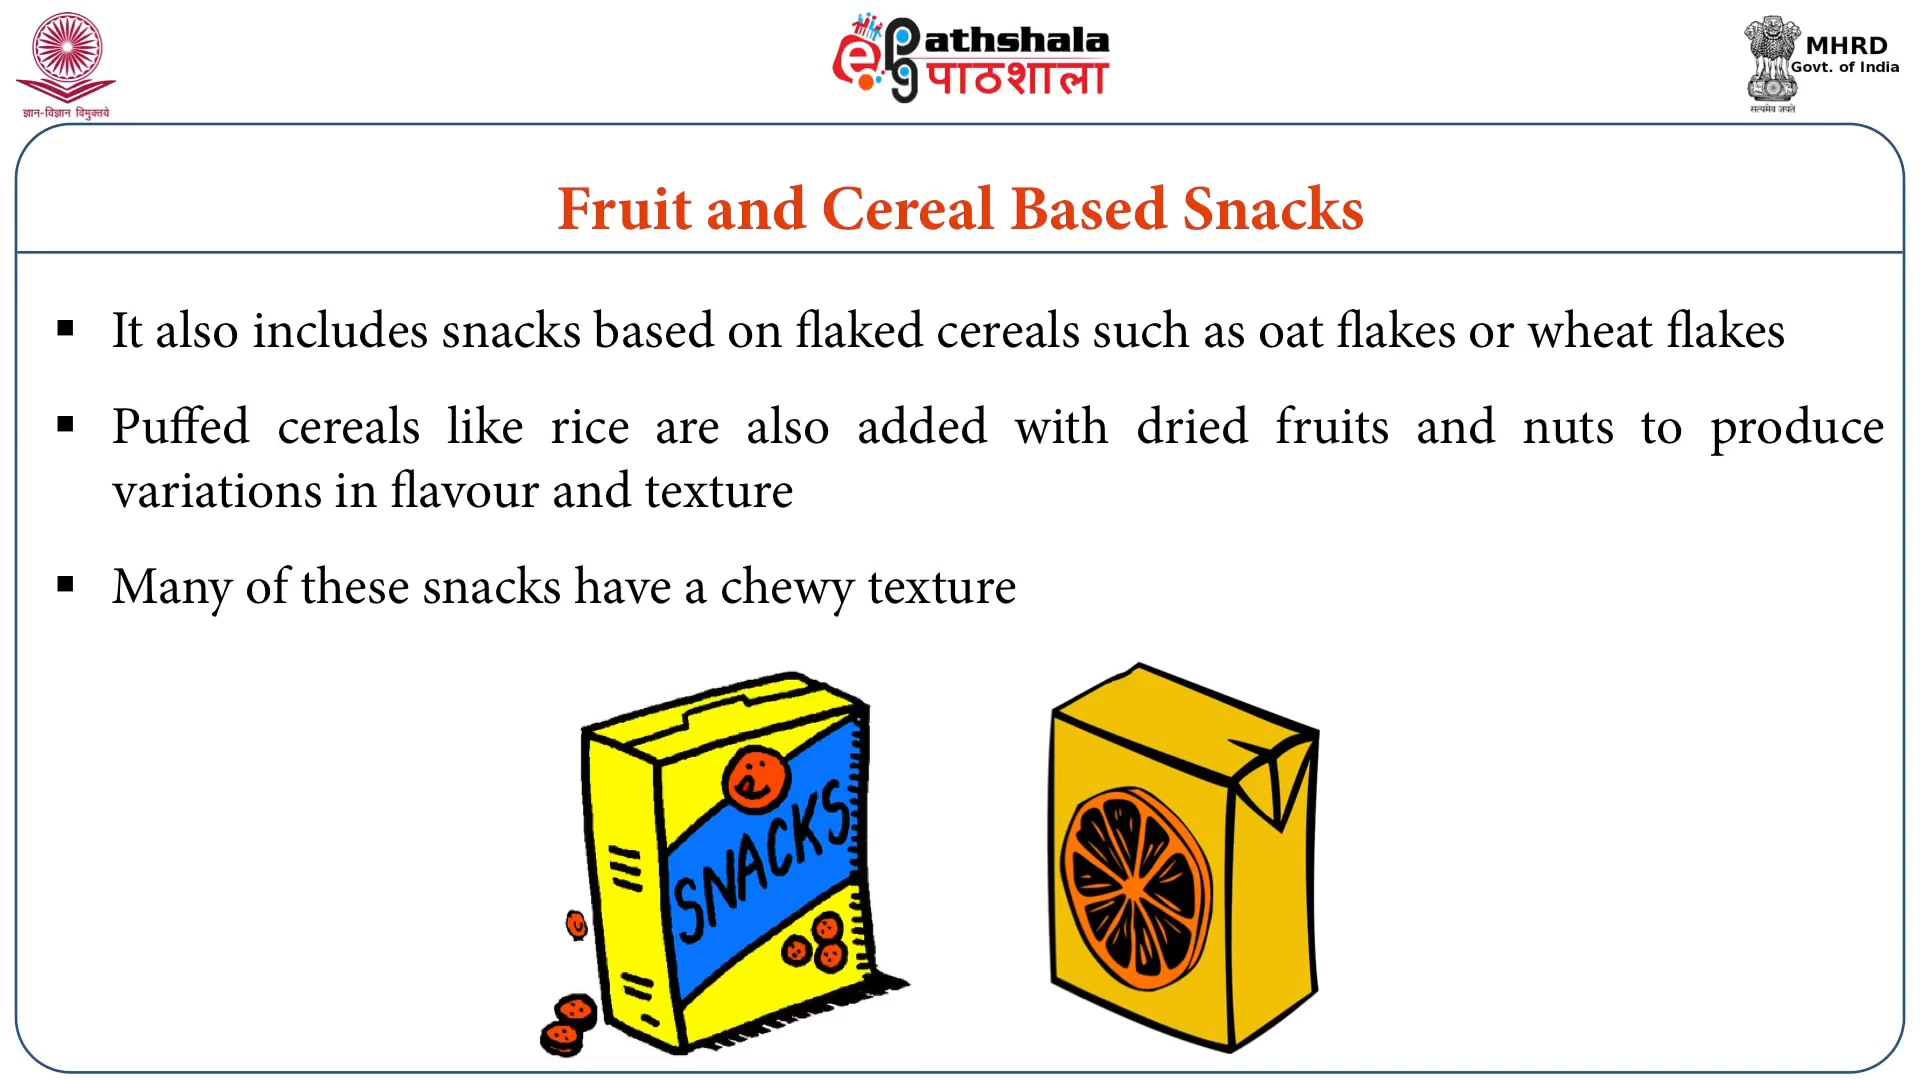 ज्ञान-विज्ञान विमुक्तये
ePG Pathshala
पाठशाला
MHRD
Govt. of India
सत्यमेव जयते
Fruit and Cereal Based Snacks
▪ It also includes snacks based on flaked cereals such as oat flakes or wheat flakes
▪ Puffed cereals like rice are also added with dried fruits and nuts to produce
variations in flavour and texture
▪ Many of these snacks have a chewy texture
SNACKS